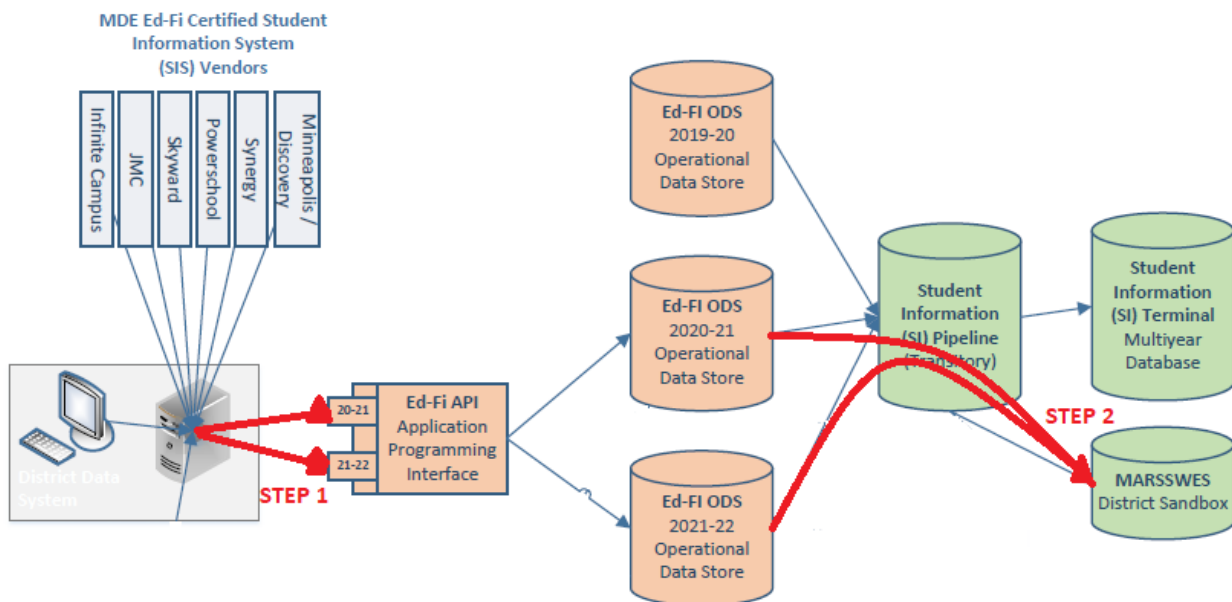 MDE Ed-Fi Certified Student
Information System
(SIS) Vendors
Infinite Campus
JMC
Skyward
Powerschool
Synergy
Minneapolis /
Discovery
District Data
System
STEP 1
20-21
21-22
Ed-Fi API
Application
Programming
Interface
Ed-FI ODS
2019-20
Operational
Data Store
Ed-FI ODS
2020-21
Operational
Data Store
Ed-FI ODS
2021-22
Operational
Data Store
Student
Information
(SI) Pipeline
(Transitory)
Student
Information
(SI) Terminal
Multiyear
Database
STEP 2
MARSSWES
District Sandbox